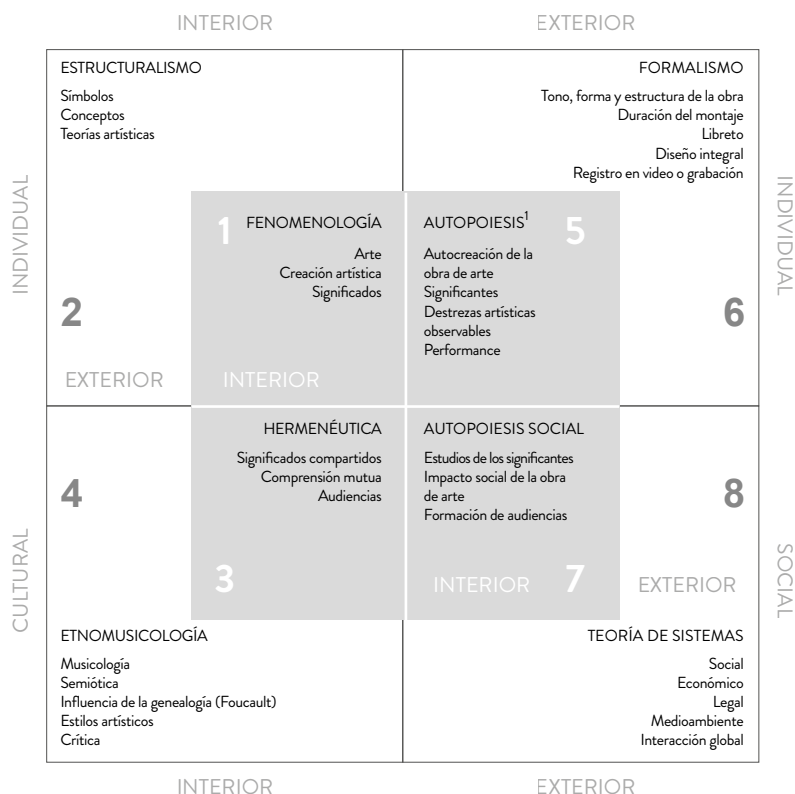 INTERIOR
EXTERIOR
ESTRUCTURALISMO
Símbolos
Conceptos
Teorías artísticas
FORMALISMO
Tono, forma y estructura de la obra
Duración del montaje
Libreto
Diseño integral
Registro en video o grabación
INDIVIDUAL
INDIVIDUAL
1
FENOMENOLOGÍA
Arte
Creación artística
Significados
AUTOPOIESIS1
5
Autocreación de la
obra de arte
Significantes
Destrezas artísticas
observables
Performance
2
6
EXTERIOR
INTERIOR
HERMENÉUTICA
Significados compartidos
Comprensión mutua
Audiencias
AUTOPOIESIS SOCIAL
Estudios de los significantes
Impacto social de la obra
de arte
Formación de audiencias
4
8
3
INTERIOR
7
EXTERIOR
CULTURAL
SOCIAL
ETNOMUSICOLOGÍA
Musicología
Semiótica
Influencia de la genealogía (Foucault)
Estilos artísticos
Crítica
TEORÍA DE SISTEMAS
Social
Económico
Legal
Medioambiente
Interacción global
INTERIOR
EXTERIOR